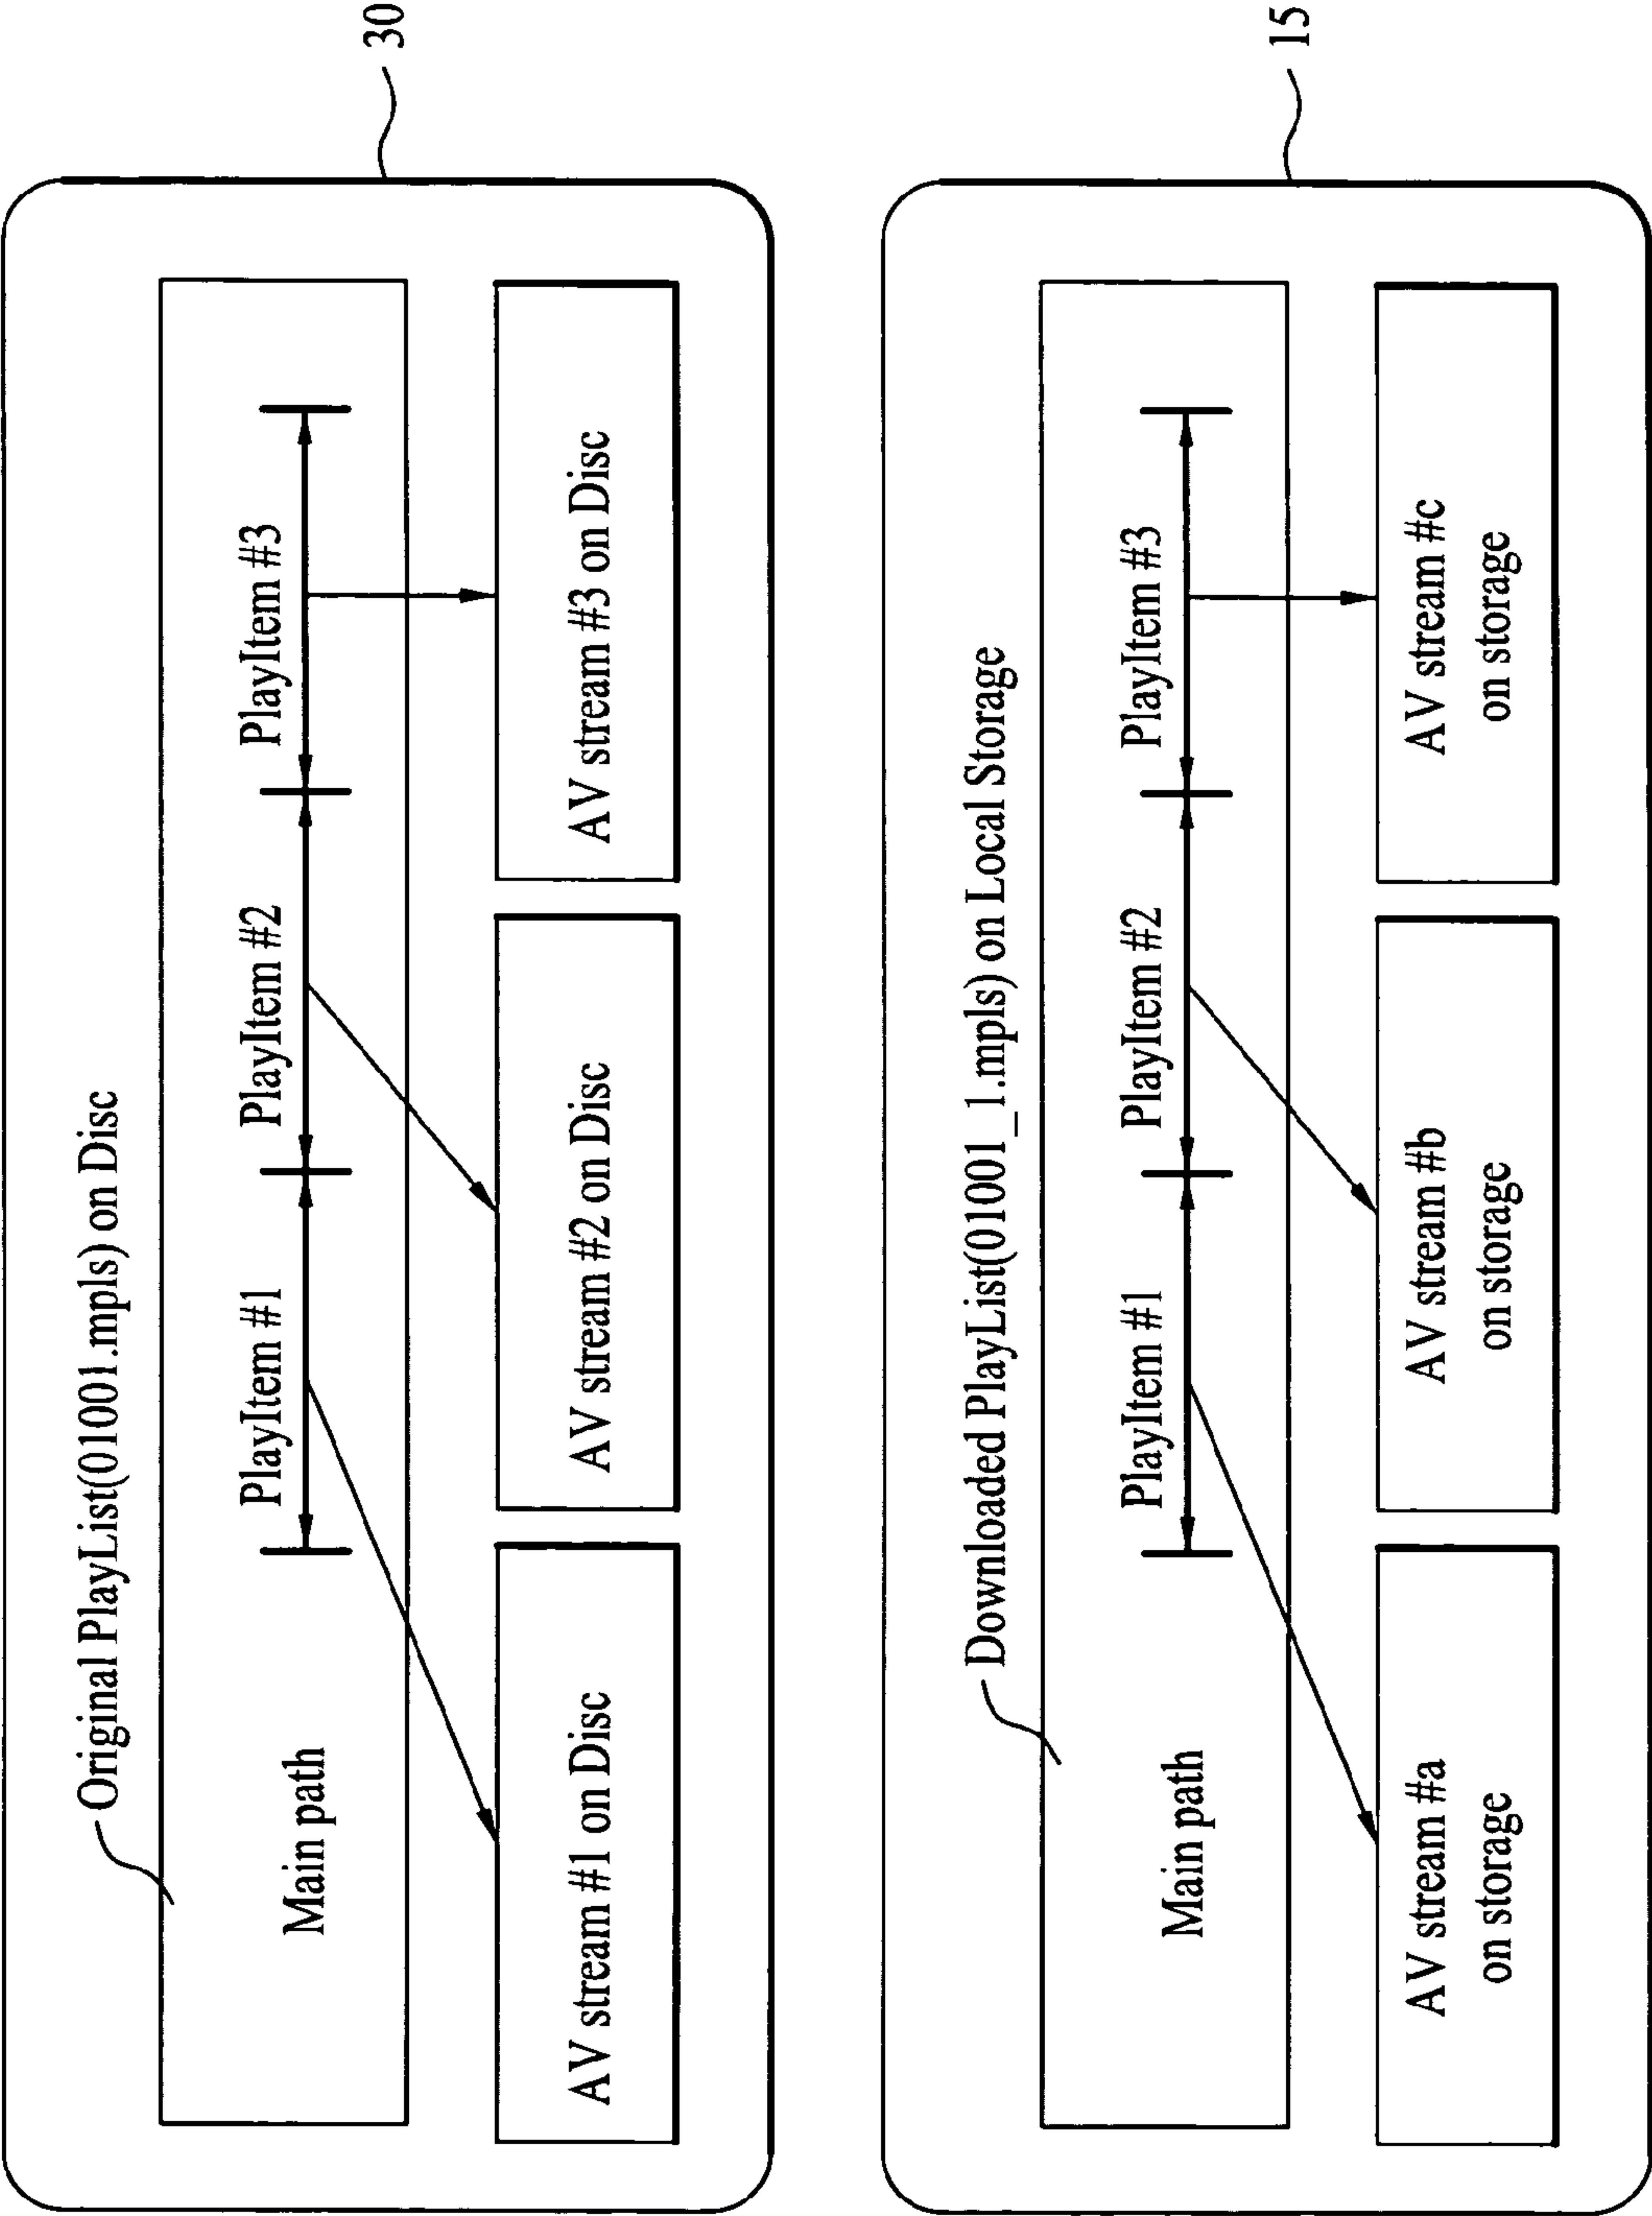 Original PlayList(01001.mpls) on Disc
30
Main path
PlayItem #1
PlayItem #2
PlayItem #3
AV stream #1 on Disc
AV stream #2 on Disc
AV stream #3 on Disc
Downloaded PlayList(01001_1.mpls) on Local Storage
15
Main path
PlayItem #1
PlayItem #2
PlayItem #3
AV stream #a
on storage
AV stream #b
on storage
AV stream #c
on storage